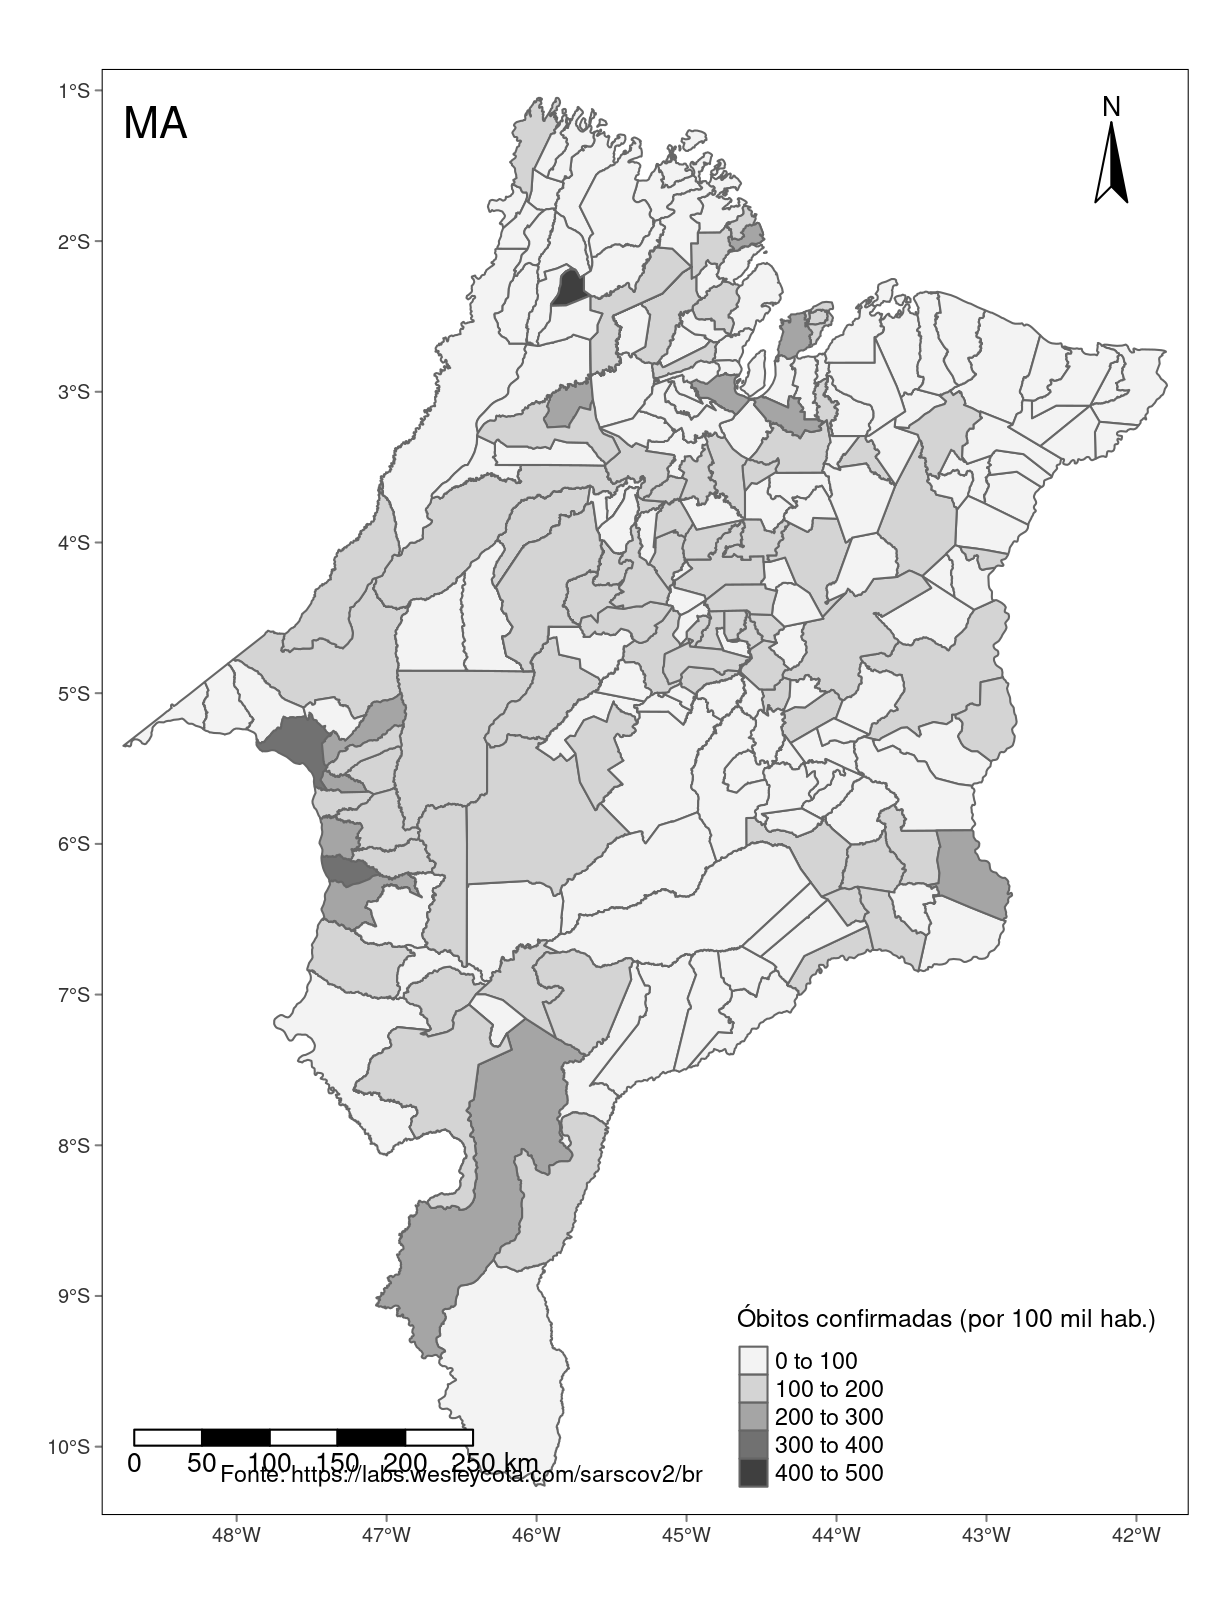 MA
N
1°S
2°S
3°S
4°S
5°S
6°S
7°S
8°S
9°S
10°S
Óbitos confirmadas (por 100 mil hab.)
0 to 100
100 to 200
200 to 300
300 to 400
400 to 500
0 50 100 150 200 250 km
Fonte: https://labs.wesleycota.com/sarscov2/br
48°W 47°W 46°W 45°W 44°W 43°W 42°W